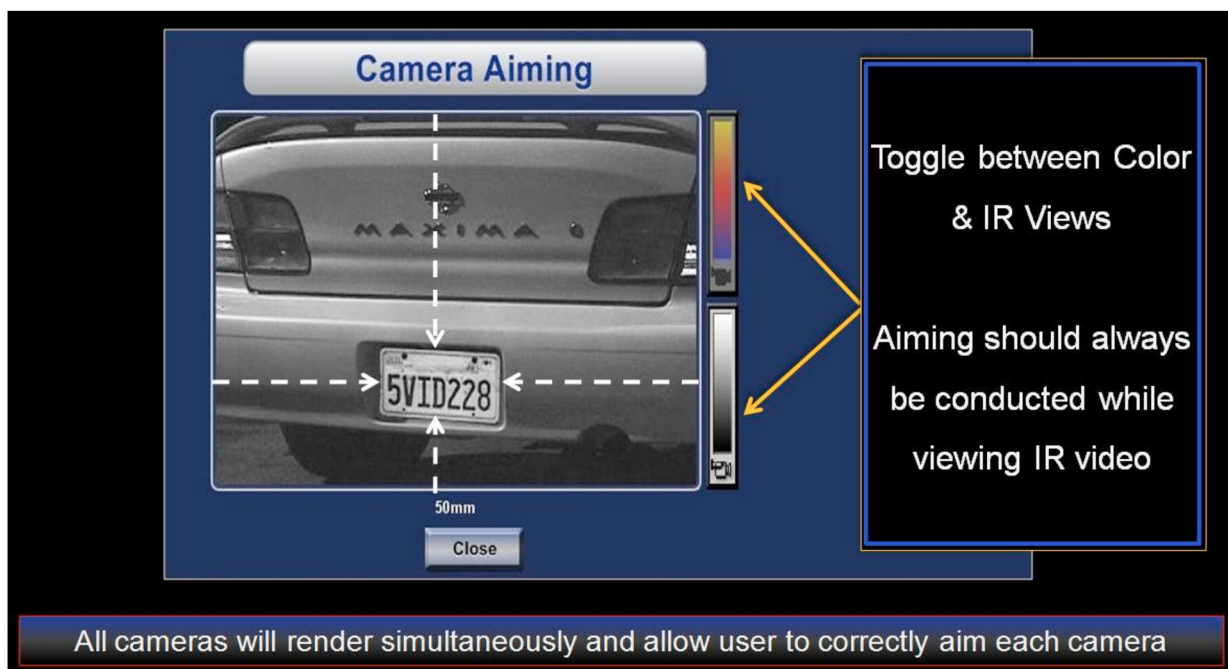 Camera Aiming
MAXIMA
5VID228
50mm
Close
Toggle between Color
& IR Views
Aiming should always
be conducted while
viewing IR video
All cameras will render simultaneously and allow user to correctly aim each camera